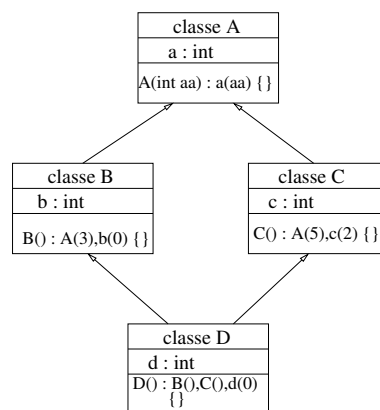 classe A
a : int
A(int aa) : a(aa) {}
classe B
b : int
B() : A(3),b(0) {}
classe C
c : int
C() : A(5),c(2) {}
classe D
d : int
D() : B(),C(),d(0)
{}